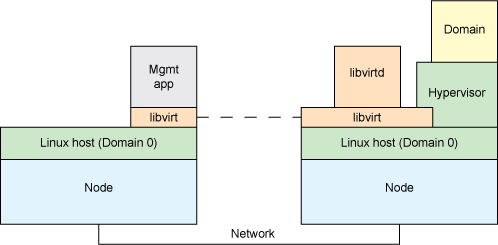 Domain
Mgmt
app
libvirtd
Hypervisor
libvirt
libvirt
Linux host (Domain 0)
Linux host (Domain 0)
Node
Node
Network